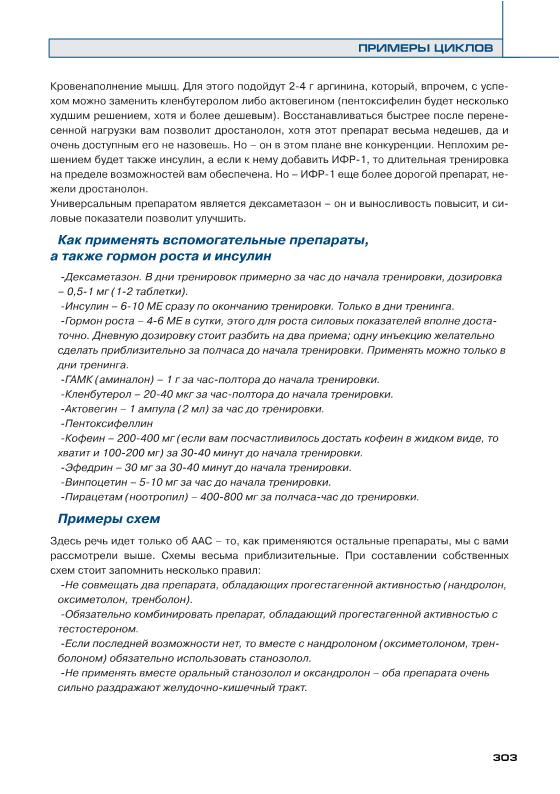 ПРИМЕРЫ ЦИКЛОВ
Кровенаполнение мышц. Для этого подойдут 2-4 г аргинина, который, впрочем, с успе-
хом можно заменить кленбутеролом либо актовегином (пентоксифелин будет несколько
худшим решением, хотя и более дешевым). Восстанавливаться быстрее после перене-
сенной нагрузки вам позволит дростанолон, хотя этот препарат весьма недешев, да и
очень доступным его не назовешь. Но – он в этом плане вне конкуренции. Неплохим ре-
шением будет также инсулин, а если к нему добавить ИФР-1, то длительная тренировка
на пределе возможностей вам обеспечена. Но – ИФР-1 еще более дорогой препарат, не-
жели дростанолон.
Универсальным препаратом является дексаметазон – он и выносливость повысит, и си-
ловые показатели позволит улучшить.
Как применять вспомогательные препараты,
а также гормон роста и инсулин
-Дексаметазон. В дни тренировок примерно за час до начала тренировки, дозировка
– 0,5-1 мг (1-2 таблетки).
-Инсулин – 6-10 МЕ сразу по окончанию тренировки. Только в дни тренинга.
-Гормон роста – 4-6 МЕ в сутки, этого для роста силовых показателей вполне доста-
точно. Дневную дозировку стоит разбить на два приема; одну инъекцию желательно
сделать приблизительно за полчаса до начала тренировки. Применять можно только в
дни тренинга.
-ГАМК (аминалон) – 1 г за час-полтора до начала тренировки.
-Кленбутерол – 20-40 мкг за час-полтора до начала тренировки.
-Актовегин – 1 ампула (2 мл) за час до тренировки.
-Пентоксифеллин
-Кофеин – 200-400 мг (если вам посчастливилось достать кофеин в жидком виде, то
хватит и 100-200 мг) за 30-40 минут до начала тренировки.
-Эфедрин – 30 мг за 30-40 минут до начала тренировки.
-Винпоцетин – 5-10 мг за час до начала тренировки.
-Пирацетам (ноотропил) – 400-800 мг за полчаса-час до тренировки.
Примеры схем
Здесь речь идет только об ААС – то, как применяются остальные препараты, мы с вами
рассмотрели выше. Схемы весьма приблизительные. При составлении собственных
схем стоит запомнить несколько правил:
-Не совмещать два препарата, обладающих прогестагенной активностью (нандролон,
оксиметолон, тренболон).
-Обязательно комбинировать препарат, обладающий прогестагенной активностью с
тестостероном.
-Если последней возможности нет, то вместе с нандролоном (оксиметолоном, трен-
болоном) обязательно использовать станозолол.
-Не применять вместе оральный станозолол и оксандролон – оба препарата очень
сильно раздражают желудочно-кишечный тракт.
303